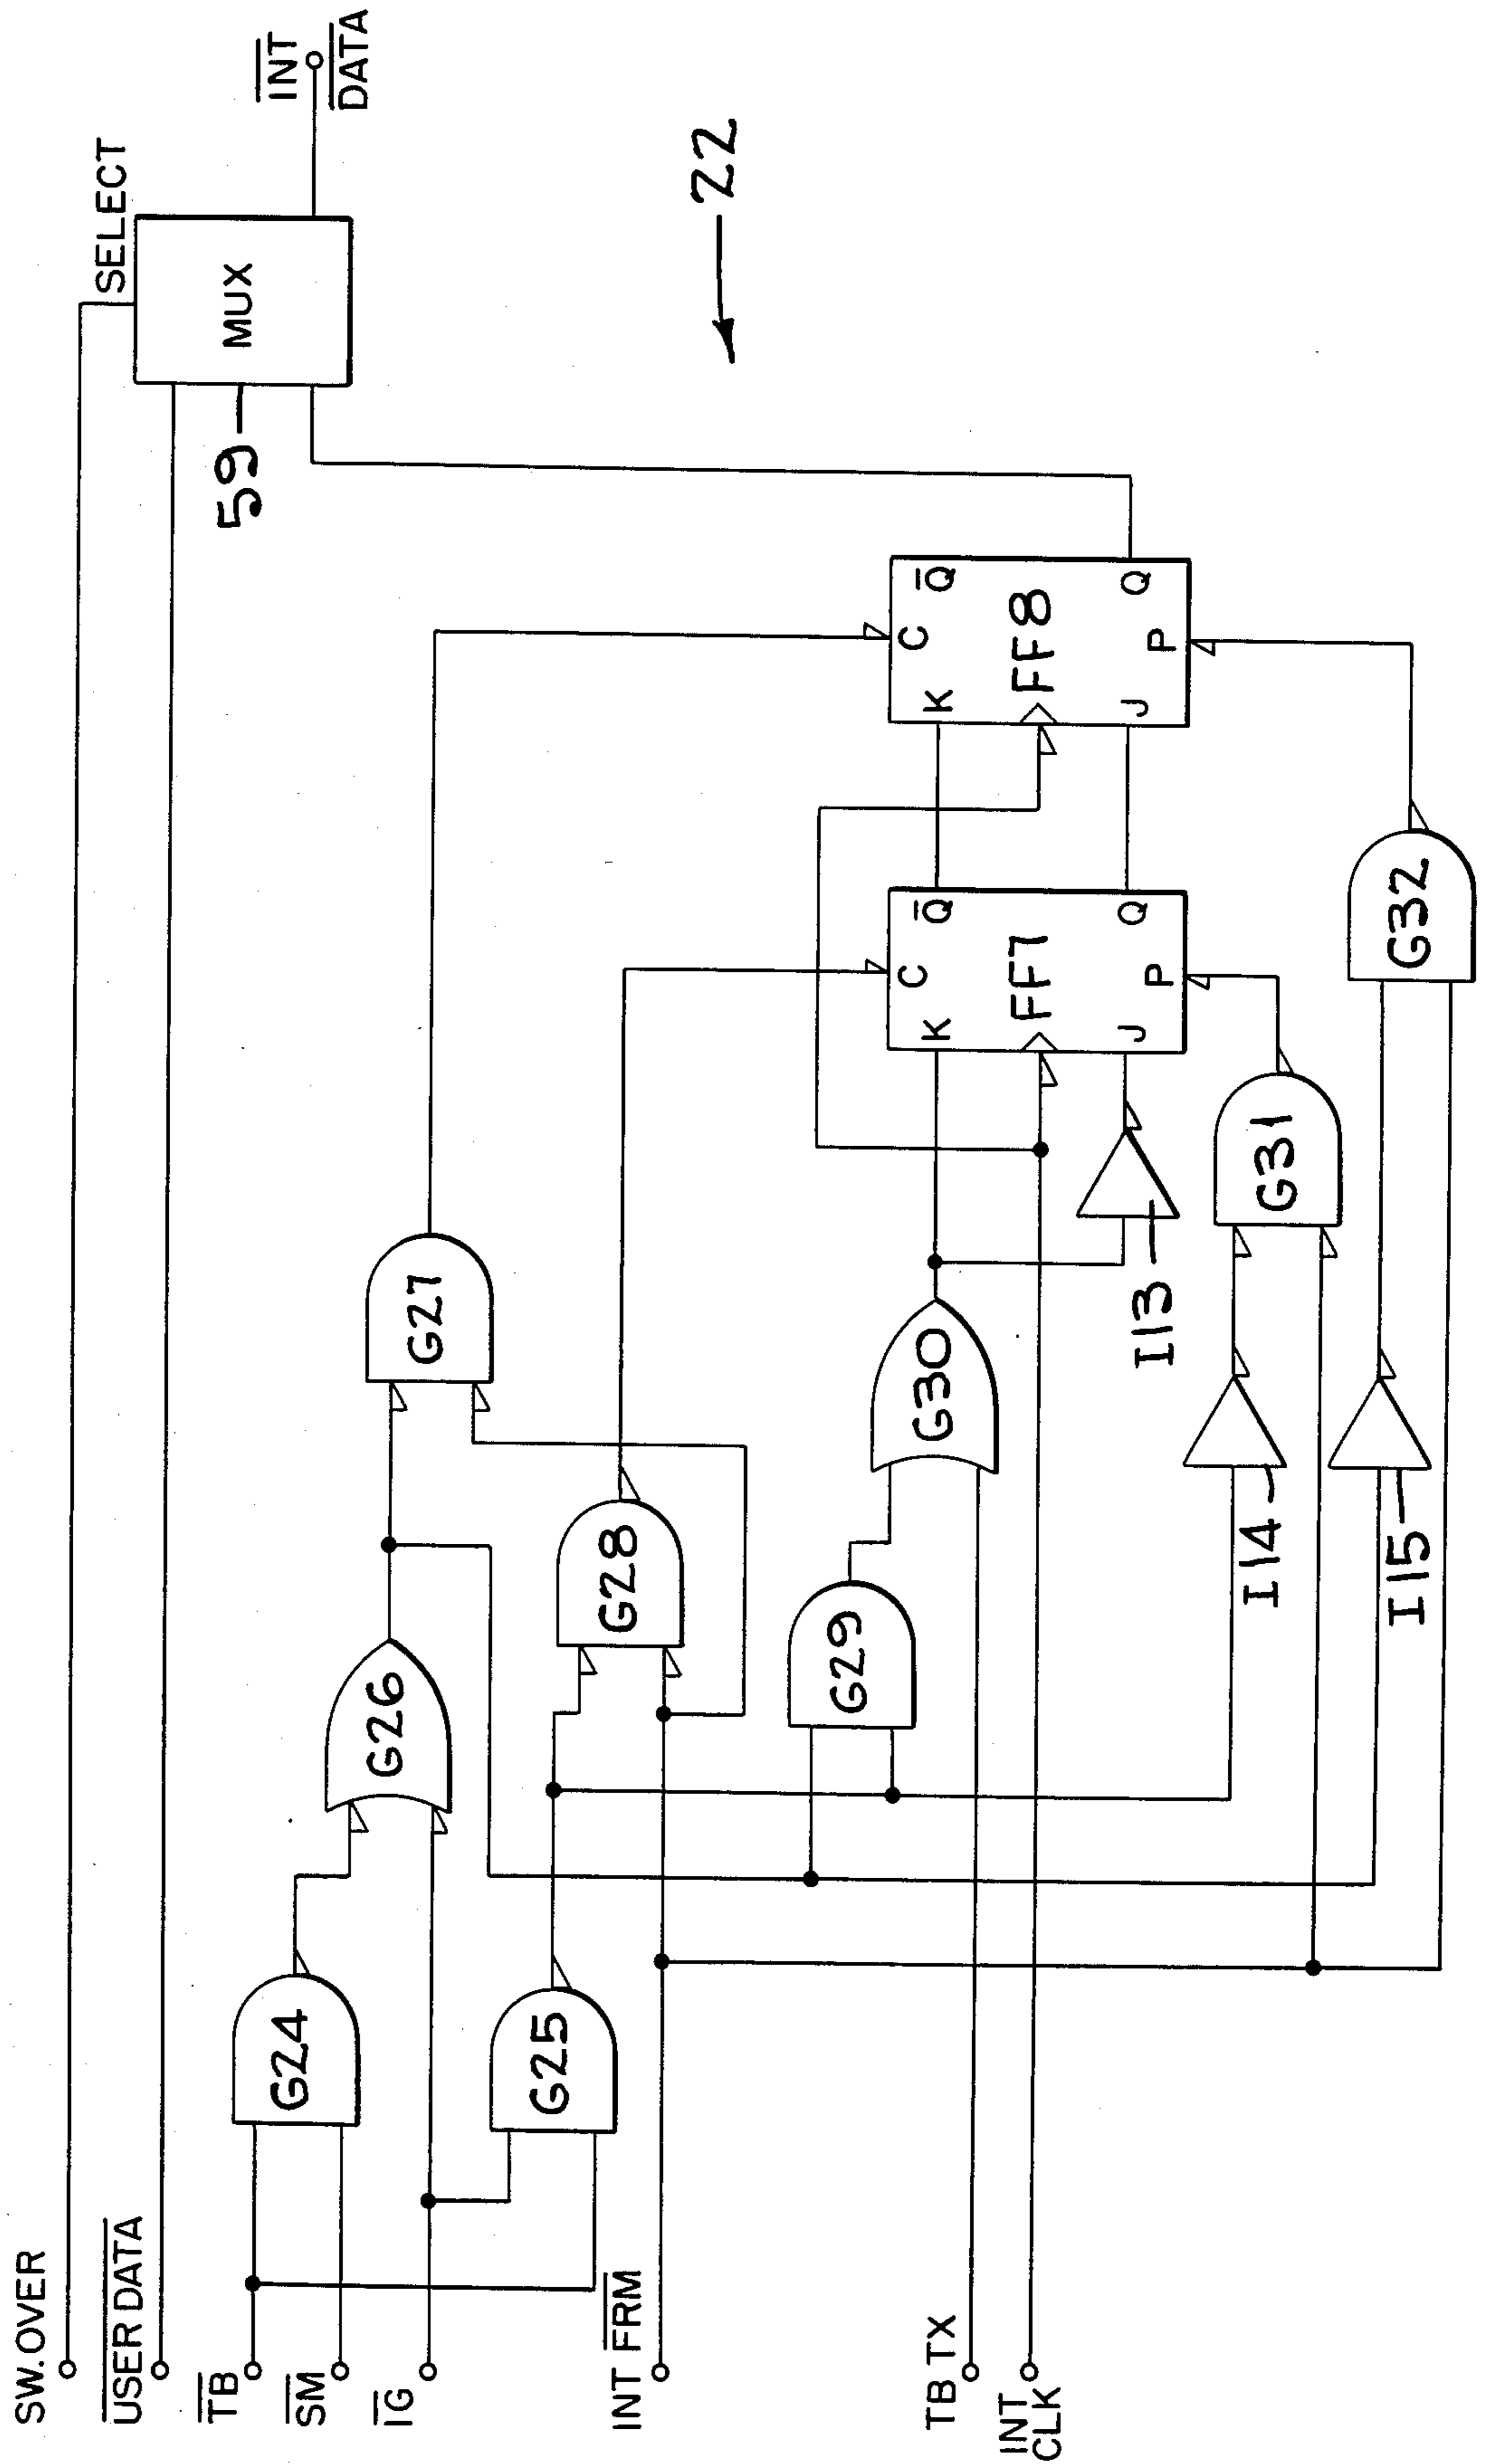 SW.OVER
USER DATA
TB
SM
IG
INT FRM
TB TX
INT
CLK
G24
G25
G26
G27
G28
G29
G30
I13
I14
I15
G31
G32
K
C
Q
FF7
J
P
Q
K
C
Q
FF8
J
P
Q
59
MUX
SELECT
INT
DATA
22